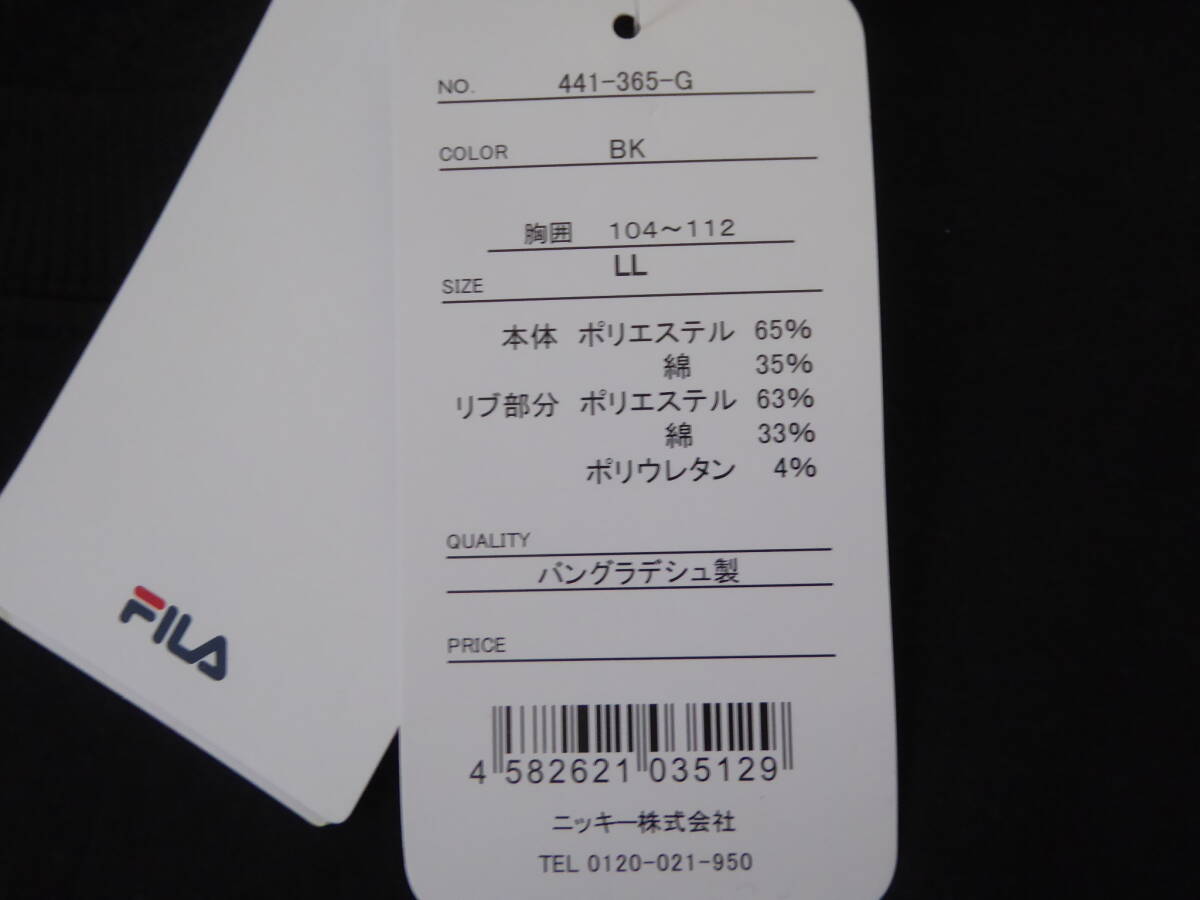 NO. 441-365-G
COLOR BK
胸囲 104～112
SIZE LL
本体 ポリエステル 65%
綿 35%
リブ部分 ポリエステル 63%
綿 33%
ポリウレタン 4%
QUALITY
バングラデシュ製
PRICE
4 582621 035129
ニッキー株式会社
TEL 0120-021-950
FILA